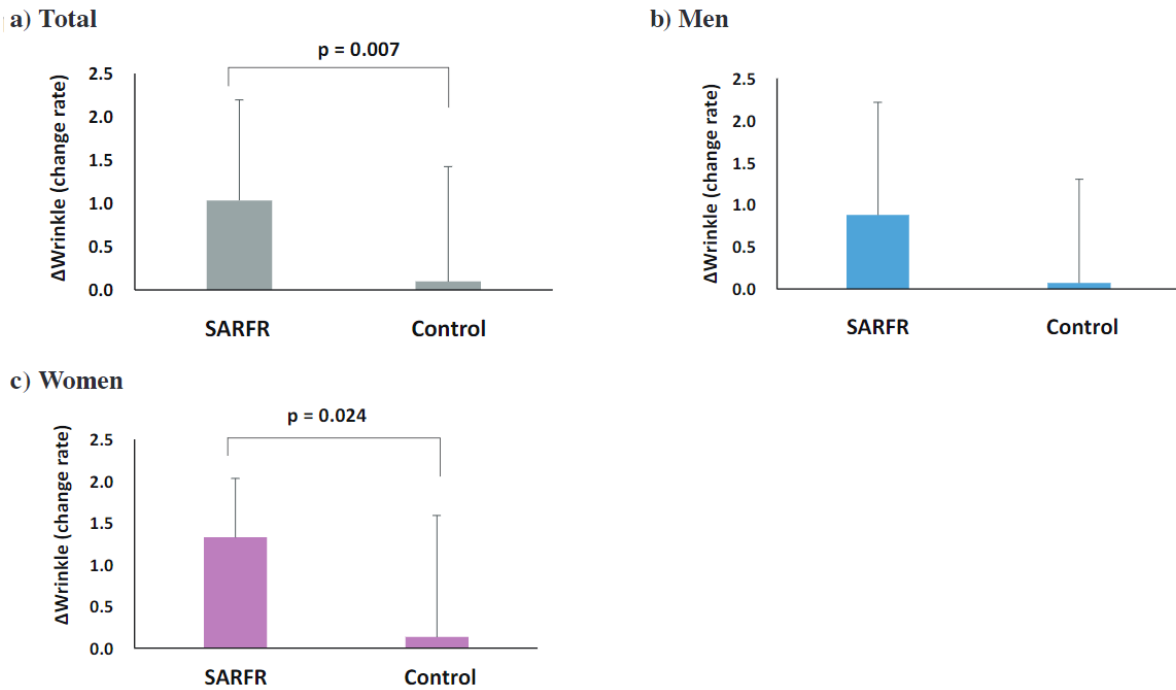 a) Total
p = 0.007
ΔWrinkle (change rate)
2.5
2.0
1.5
1.0
0.5
0.0
SARFR Control
b) Men
ΔWrinkle (change rate)
2.5
2.0
1.5
1.0
0.5
0.0
SARFR Control
c) Women
p = 0.024
ΔWrinkle (change rate)
2.5
2.0
1.5
1.0
0.5
0.0
SARFR Control